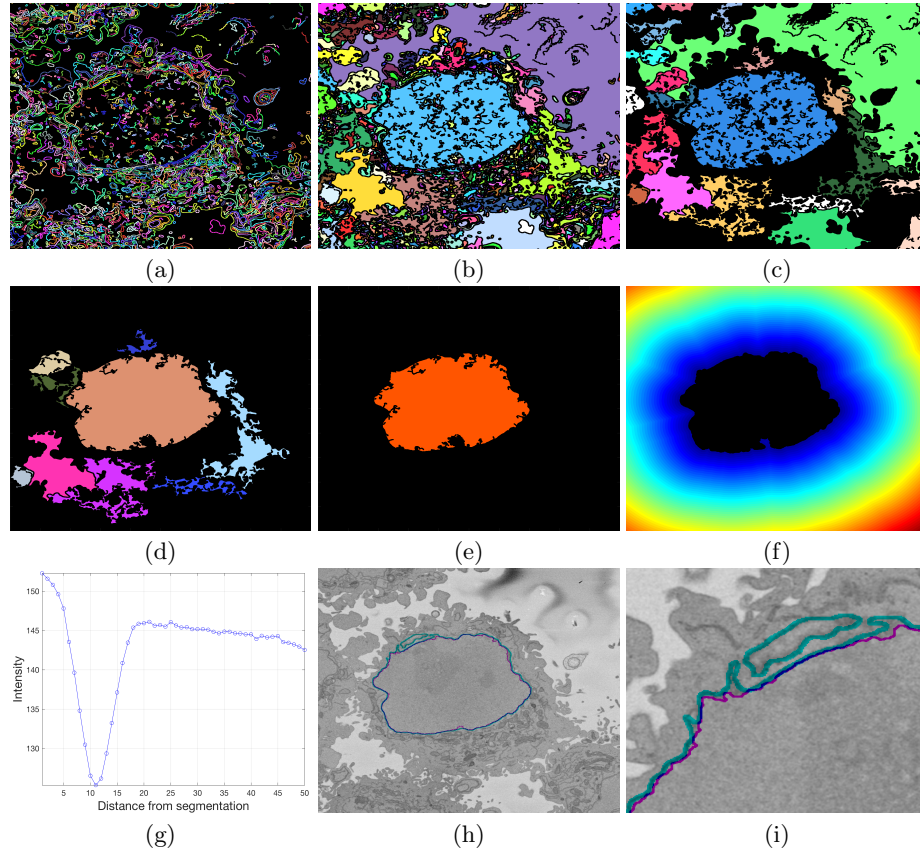 (a) (b) (c)
(d) (e) (f)
150
145
140
135
130
Intensity
5 10 15 20 25 30 35 40 45 50
Distance from segmentation
(g) (h) (i)